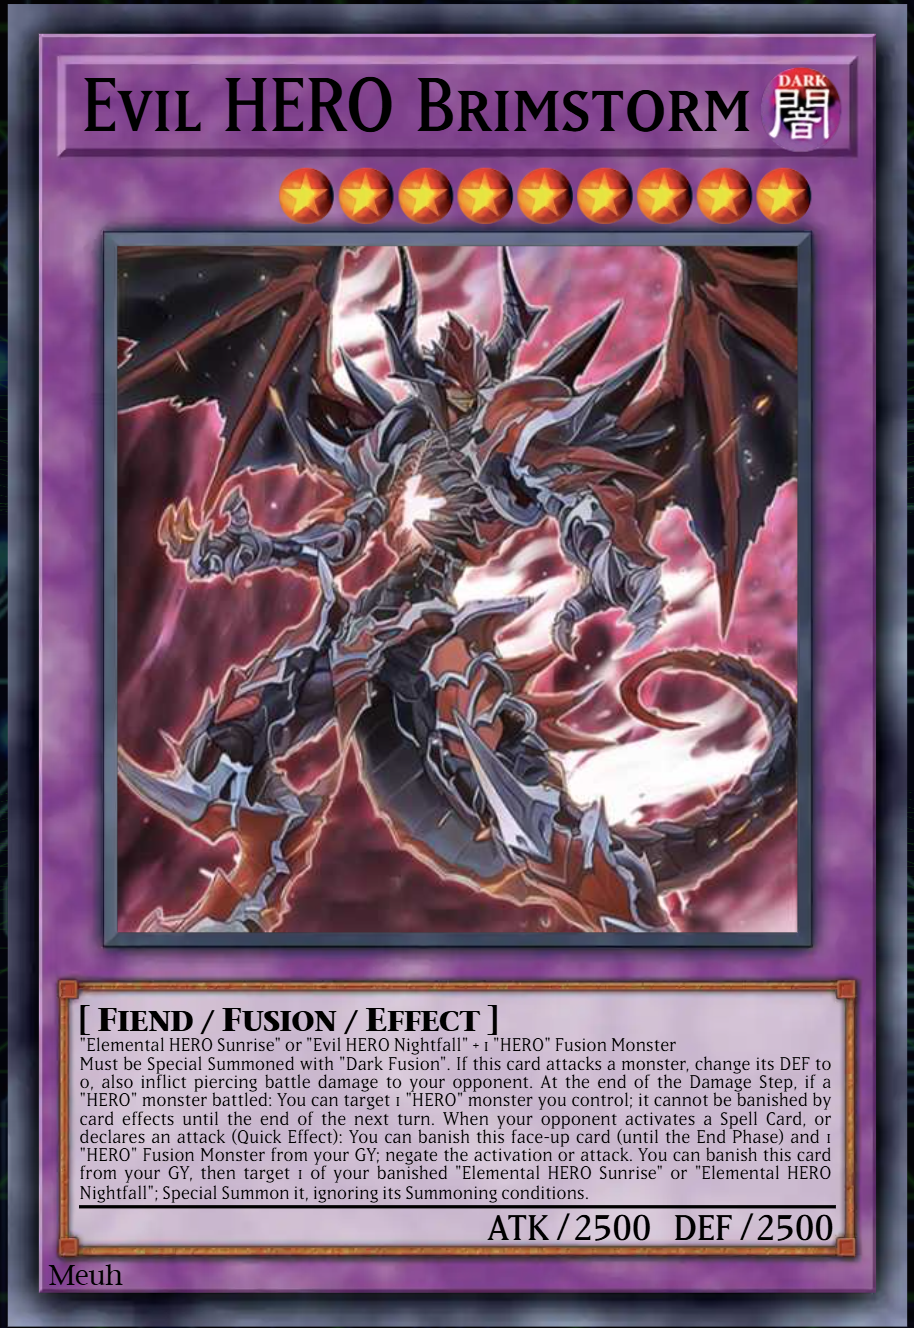 Evil HERO Brimstorm
DARK
闇
[ Fiend / Fusion / Effect ]
"Elemental HERO Sunrise" or "Evil HERO Nightfall" + 1 "HERO" Fusion Monster
Must be Special Summoned with "Dark Fusion". If this card attacks a monster, change its DEF to
0, also inflict piercing battle damage to your opponent. At the end of the Damage Step, if a
"HERO" monster battled: You can target 1 "HERO" monster you control; it cannot be banished by
card effects until the end of the next turn. When your opponent activates a Spell Card, or
declares an attack (Quick Effect): You can banish this face-up card (until the End Phase) and 1
"HERO" Fusion Monster from your GY; negate the activation or attack. You can banish this card
from your GY, then target 1 of your banished "Elemental HERO Sunrise" or "Elemental HERO
Nightfall"; Special Summon it, ignoring its Summoning conditions.
ATK/2500 DEF/2500
Meuh